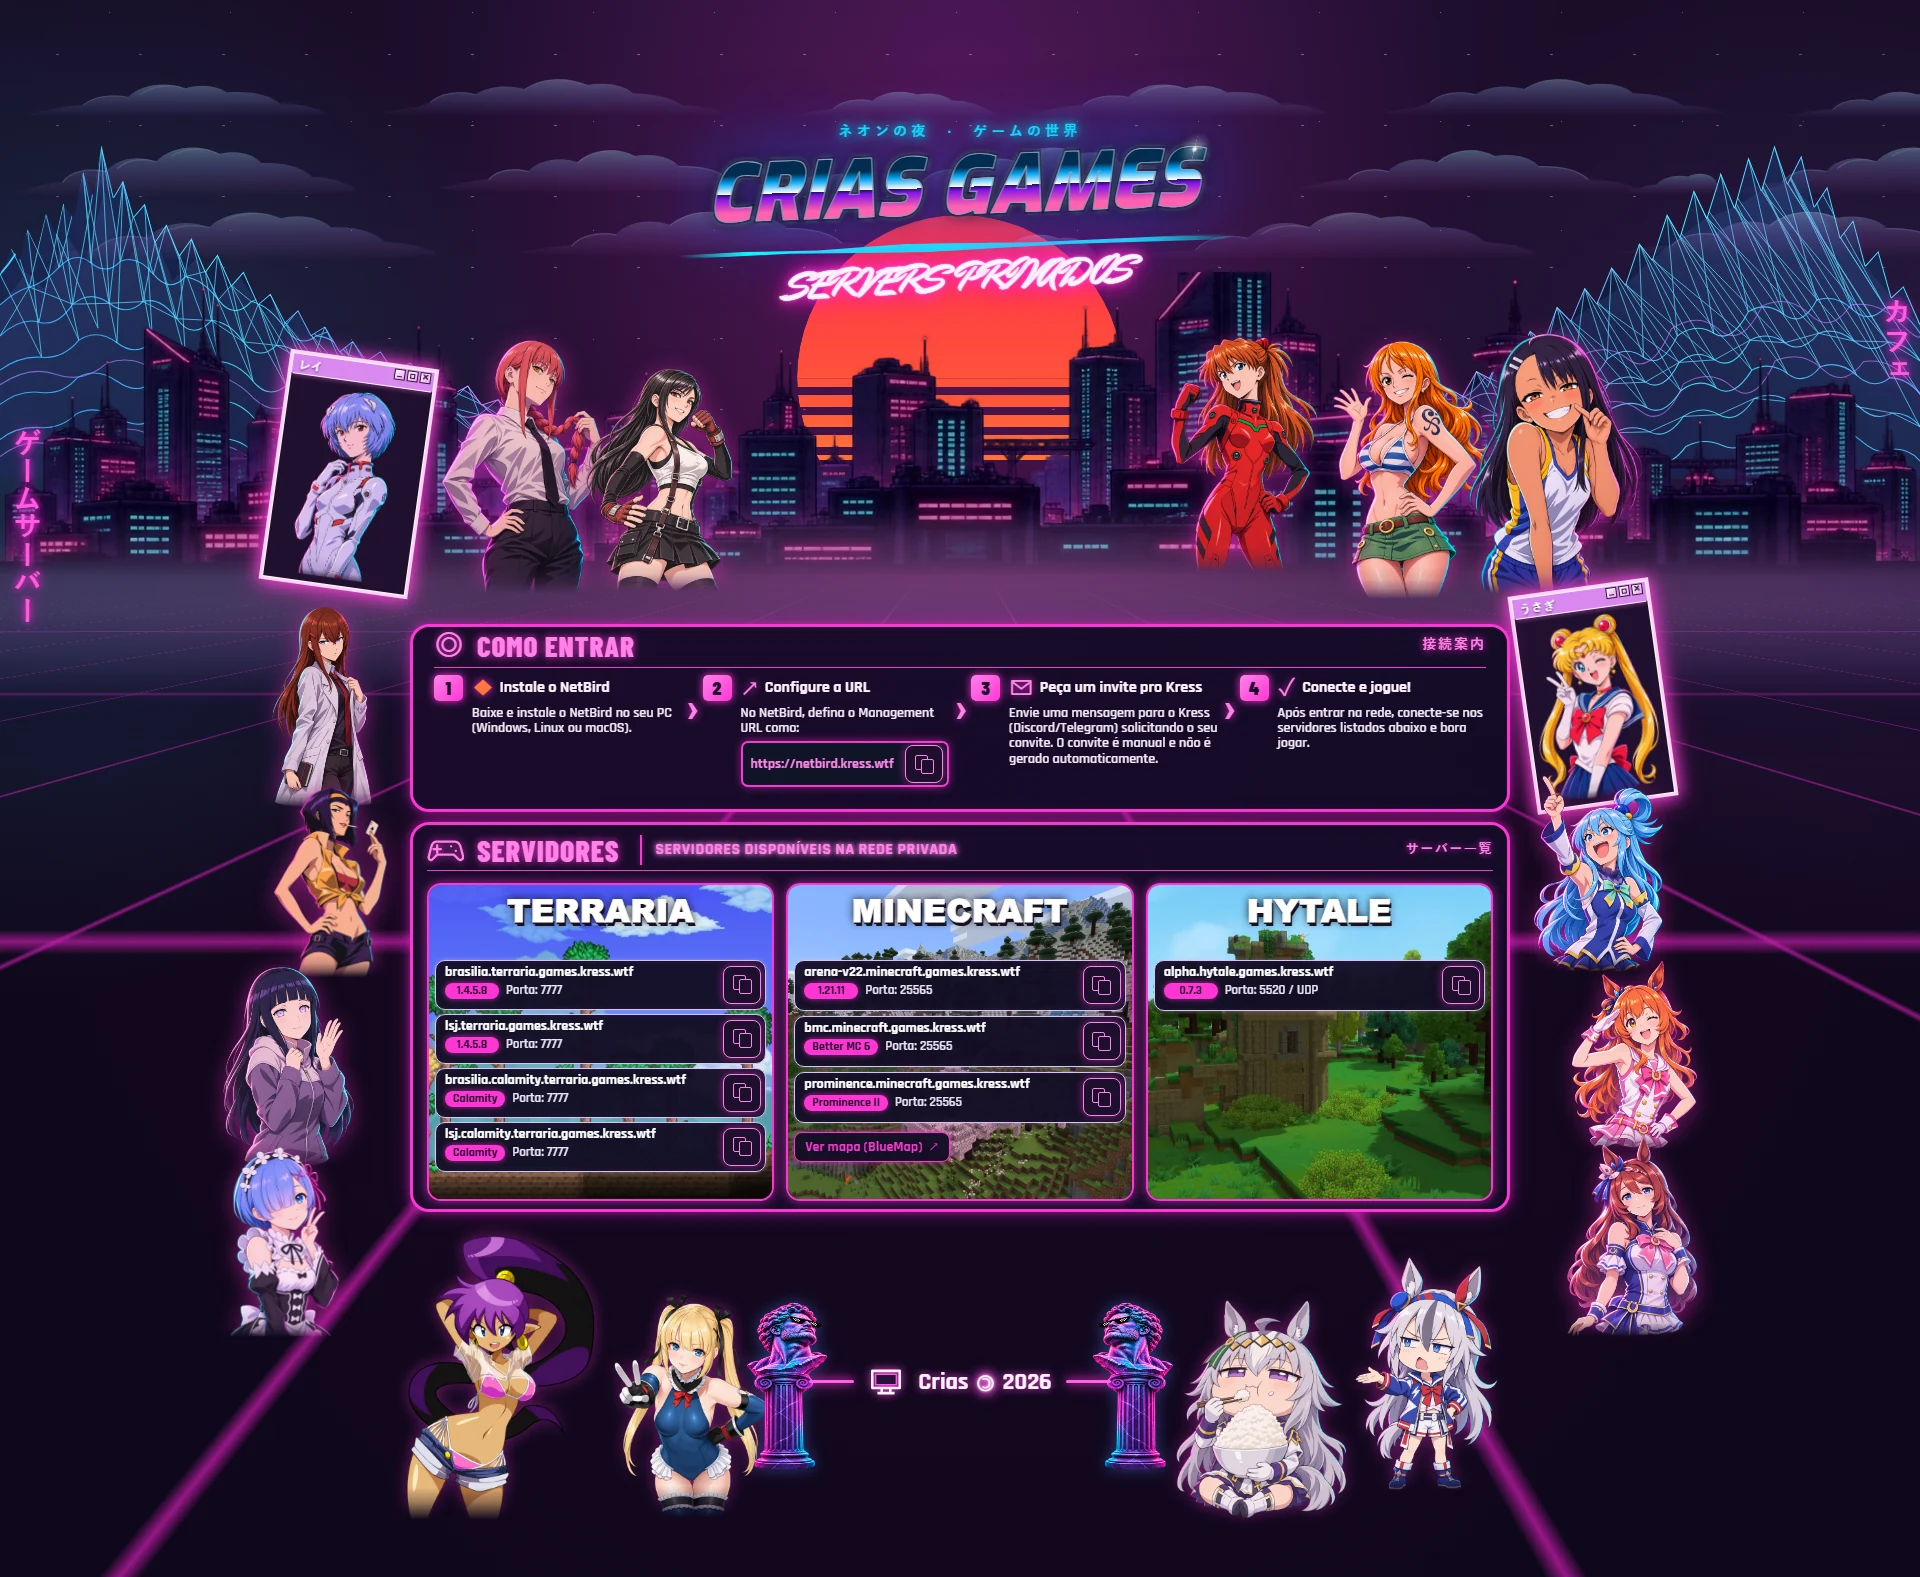 ネオンの夜 · ゲームの世界
CRIAS GAMES
SERVERS PRIVADOS
カフェ
ゲームサーバー
レイ
うさぎ
COMO ENTRAR
接続案内
1 Instale o NetBird
Baixe e instale o NetBird no seu PC
(Windows, Linux ou macOS).
2 Configure a URL
No NetBird, defina o Management
URL como:
https://netbird.kress.wtf
3 Peça um invite pro Kress
Envie uma mensagem para o Kress
(Discord/Telegram) solicitando o seu
convite. O convite é manual e não é
gerado automaticamente.
4 Conecte e jogue!
Após entrar na rede, conecte-se nos
servidores listados abaixo e bora
jogar.
SERVIDORES
SERVIDORES DISPONÍVEIS NA REDE PRIVADA
サーバー一覧
TERRARIA
brasilia.terraria.games.kress.wtf
1.4.5.8 Porta: 7777
lsj.terraria.games.kress.wtf
1.4.5.8 Porta: 7777
brasilia.calamity.terraria.games.kress.wtf
Calamity Porta: 7777
lsj.calamity.terraria.games.kress.wtf
Calamity Porta: 7777
MINECRAFT
arena-v22.minecraft.games.kress.wtf
1.21.11 Porta: 25565
bmc.minecraft.games.kress.wtf
Better MC 6 Porta: 25565
prominence.minecraft.games.kress.wtf
Prominence II Porta: 25565
Ver mapa (BlueMap) ↗
HYTALE
alpha.hytale.games.kress.wtf
0.7.3 Porta: 5520 / UDP
Crias 2026